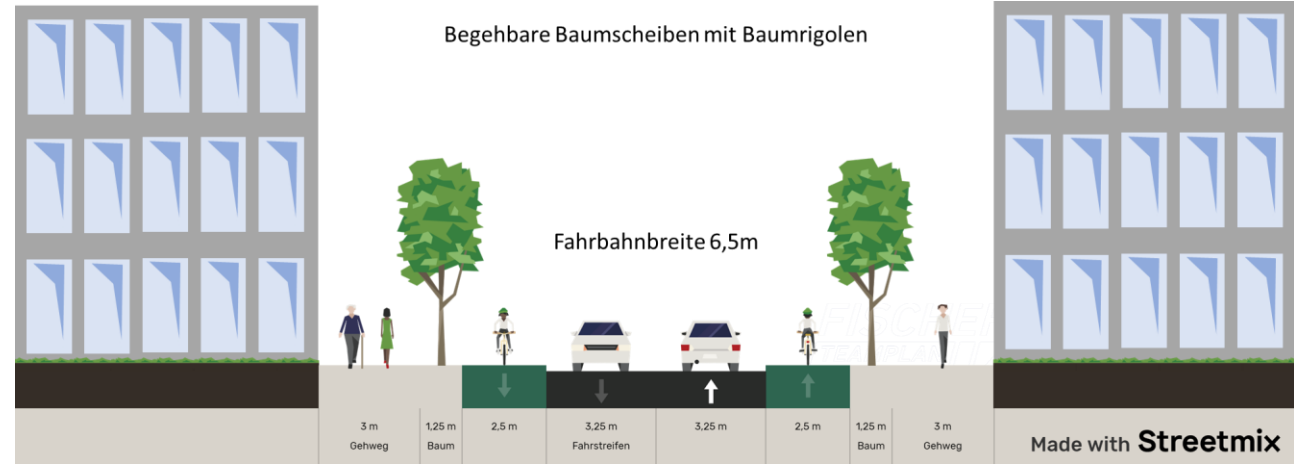 Begehbare Baumscheiben mit Baumrigolen
Fahrbahnbreite 6,5m
3 m
Gehweg
1,25 m
Baum
2,5 m
3,25 m
Fahrstreifen
3,25 m
2,5 m
1,25 m
Baum
3 m
Gehweg
Made with Streetmix